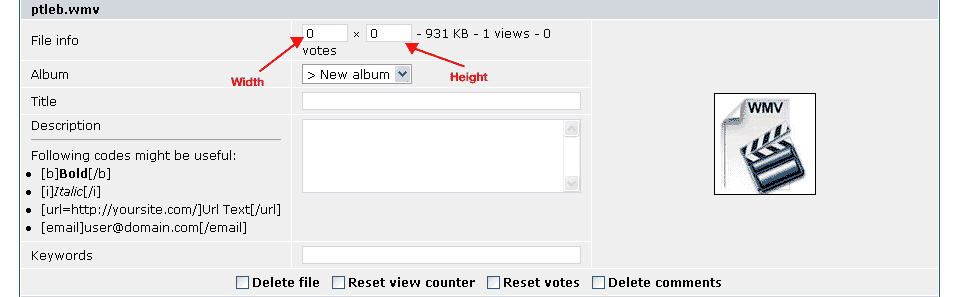 ptleb.wmv
File info
0 × 0 - 931 KB - 1 views - 0
votes
Width
Height
Album
> New album
Title
Description
Following codes might be useful:
• [b]Bold[/b]
• [i]Italic[/i]
• [url=http://yoursite.com/]Url Text[/url]
• [email]user@domain.com[/email]
WMV
Keywords
Delete file Reset view counter Reset votes Delete comments